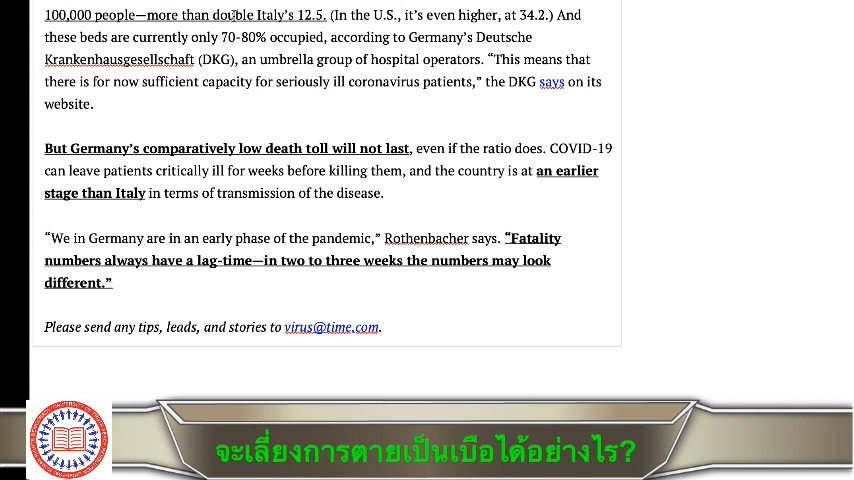 100,000 people—more than double Italy's 12.5. (In the U.S., it's even higher, at 34.2.) And
these beds are currently only 70-80% occupied, according to Germany's Deutsche
Krankenhausgesellschaft (DKG), an umbrella group of hospital operators. “This means that
there is for now sufficient capacity for seriously ill coronavirus patients,” the DKG says on its
website.
But Germany's comparatively low death toll will not last, even if the ratio does. COVID-19
can leave patients critically ill for weeks before killing them, and the country is at an earlier
stage than Italy in terms of transmission of the disease.
“We in Germany are in an early phase of the pandemic,” Rothenbacher says. “Fatality
numbers always have a lag-time—in two to three weeks the numbers may look
different.”
Please send any tips, leads, and stories to virus@time.com.
จะเลี่ยงการตายเป็นเบือได้อย่างไร?